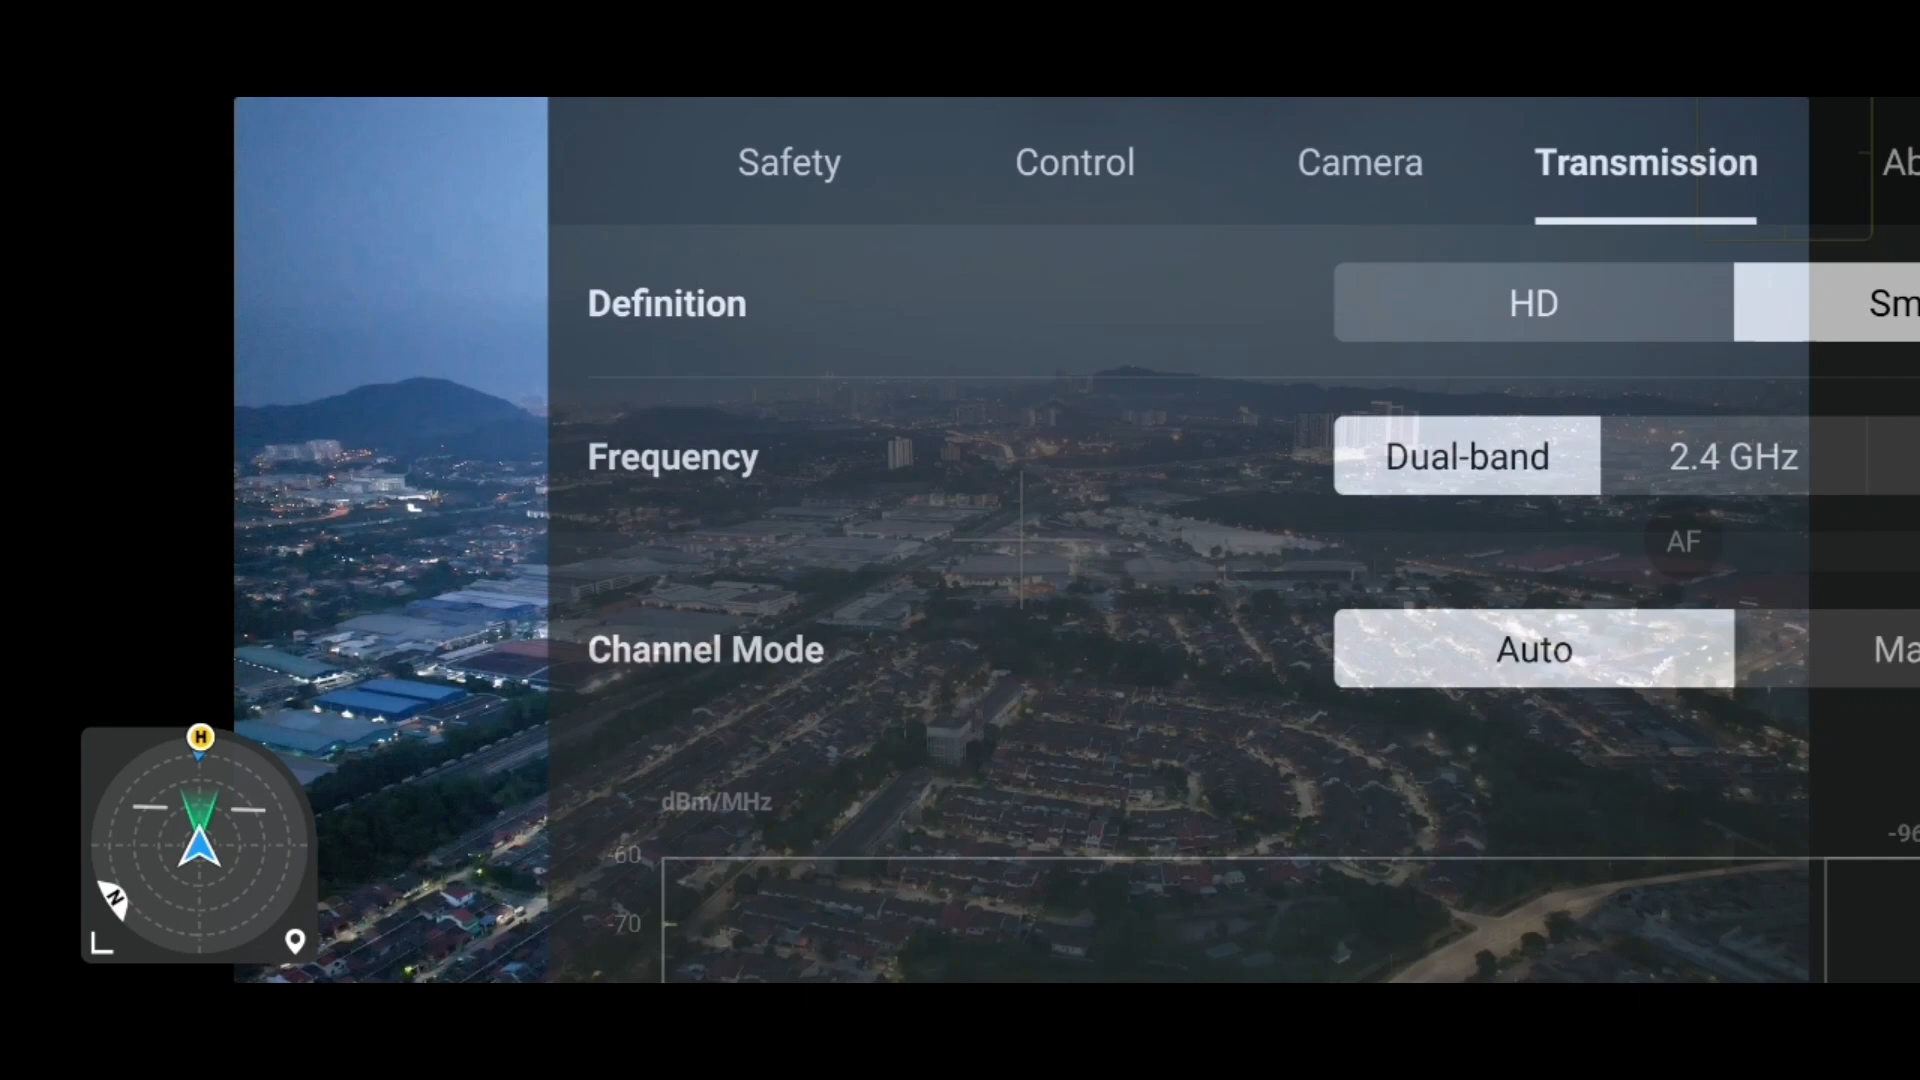 Safety Control Camera Transmission Ab
Definition HD Sm
Frequency Dual-band 2.4 GHz
AF
Channel Mode Auto Ma
H
dBm/MHz
-96
-60
N
-70